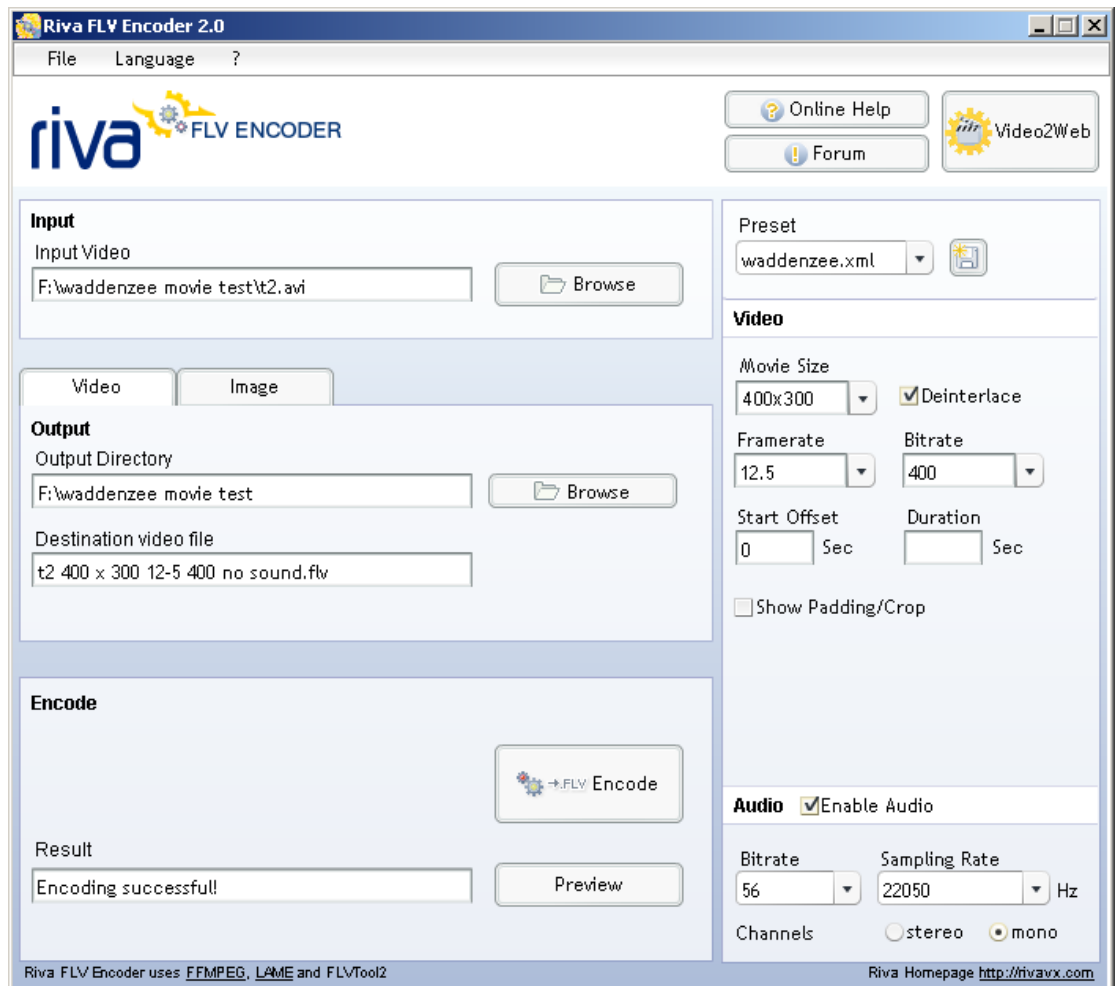 Riva FLV Encoder 2.0
File Language ?
riva FLV ENCODER
Online Help
Forum
Video2Web
Input
Input Video
F:\waddenzee movie test\t2.avi
Browse
Video Image
Output
Output Directory
F:\waddenzee movie test
Browse
Destination video file
t2 400 x 300 12-5 400 no sound.flv
Encode
→.FLV Encode
Result
Encoding successful!
Preview
Preset
waddenzee.xml
Video
Movie Size
400x300
Deinterlace
Framerate Bitrate
12.5 400
Start Offset Duration
0 Sec Sec
Show Padding/Crop
Audio Enable Audio
Bitrate Sampling Rate
56 22050 Hz
Channels stereo mono
Riva FLV Encoder uses FFMPEG, LAME and FLVTool2
Riva Homepage http://rivavx.com